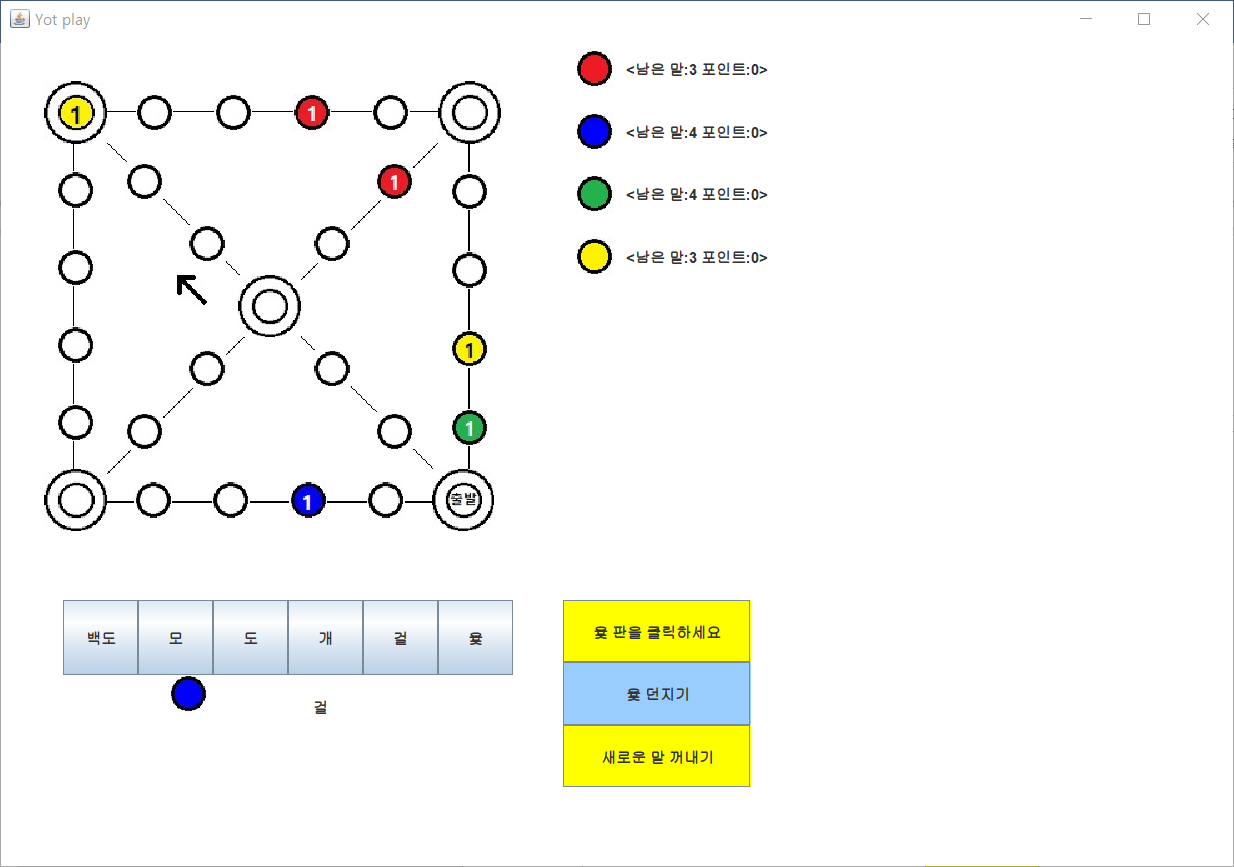 Yot play
<남은 말:3 포인트:0>
<남은 말:4 포인트:0>
<남은 말:4 포인트:0>
<남은 말:3 포인트:0>
1
1
1
1
1
1
출발
백도 모 도 개 걸 윷
걸
윷 판을 클릭하세요
윷 던지기
새로운 말 꺼내기